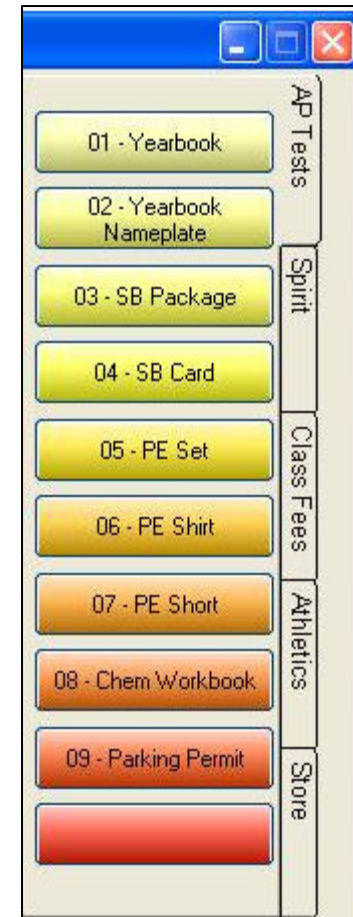 01 - Yearbook
02 - Yearbook
Nameplate
03 - SB Package
04 - SB Card
05 - PE Set
06 - PE Shirt
07 - PE Short
08 - Chem Workbook
09 - Parking Permit
AP Tests
Spirit
Class Fees
Athletics
Store